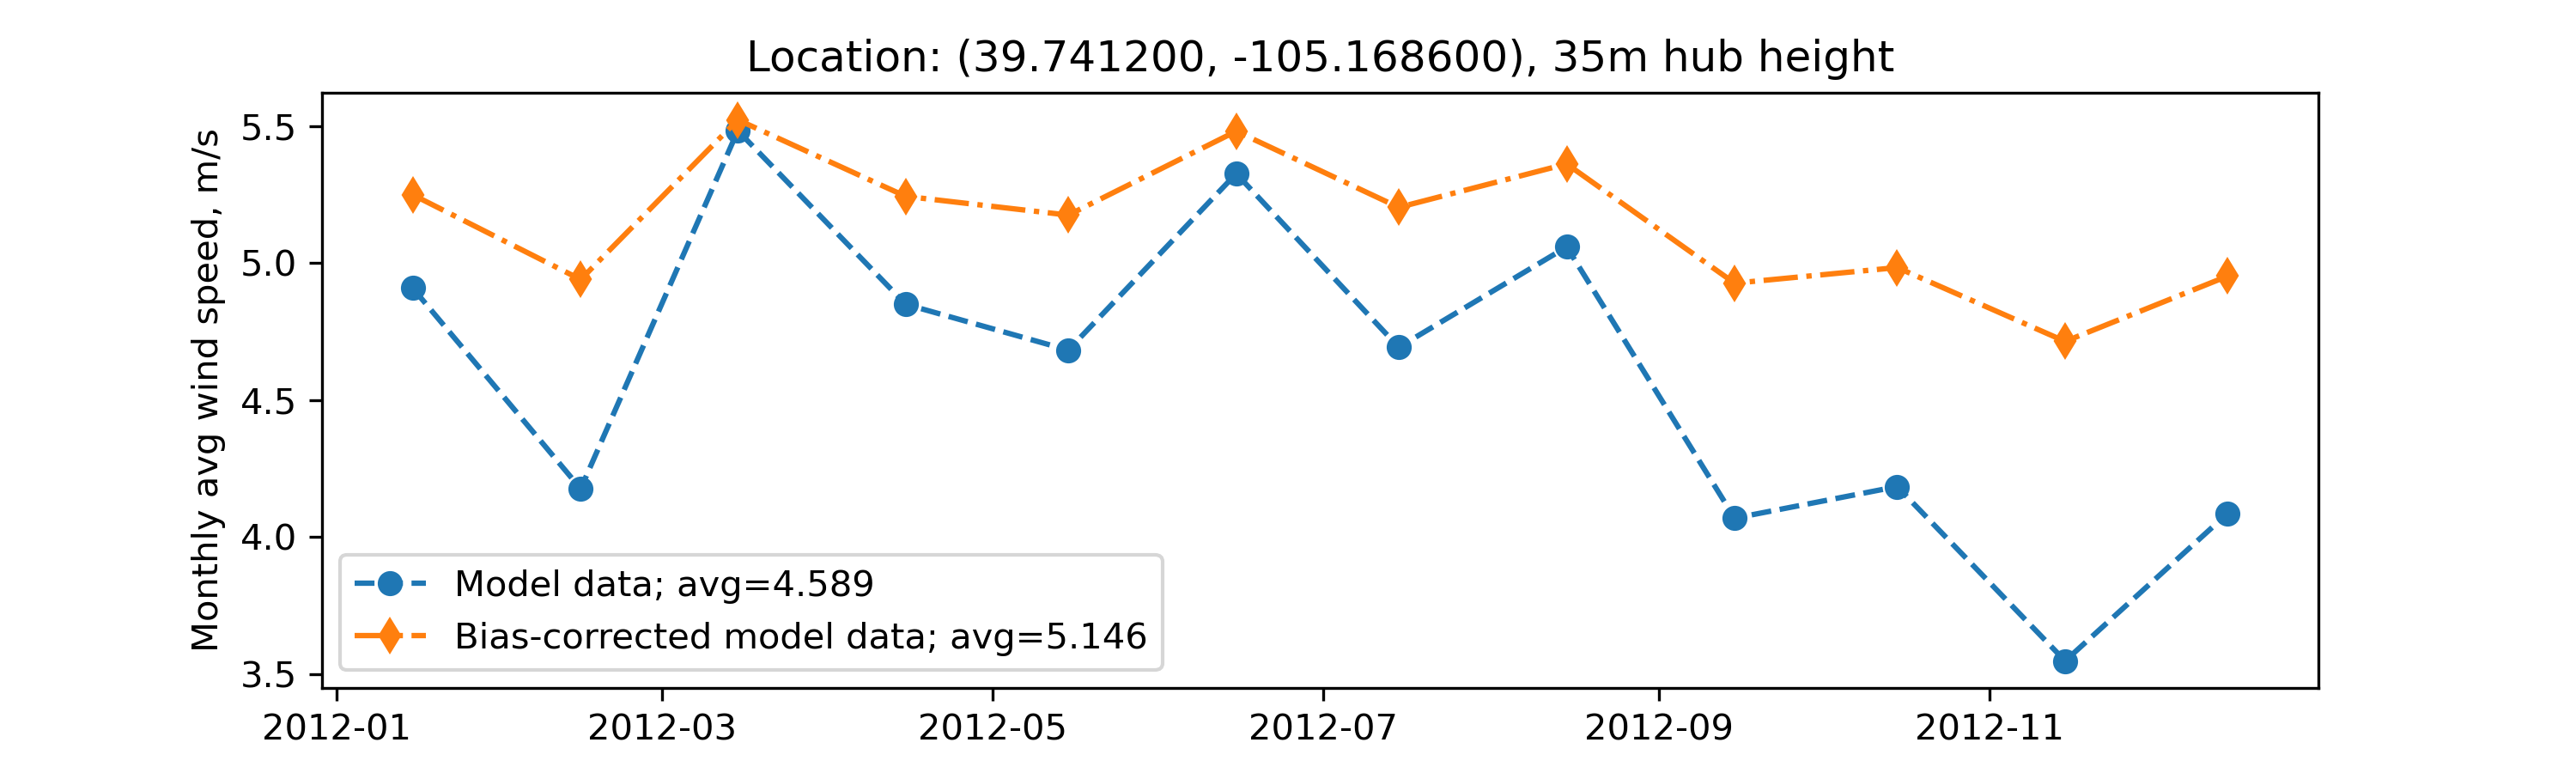 Location: (39.741200, -105.168600), 35m hub height
Monthly avg wind speed, m/s
5.5
5.0
4.5
4.0
3.5
Model data; avg=4.589
Bias-corrected model data; avg=5.146
2012-01 2012-03 2012-05 2012-07 2012-09 2012-11